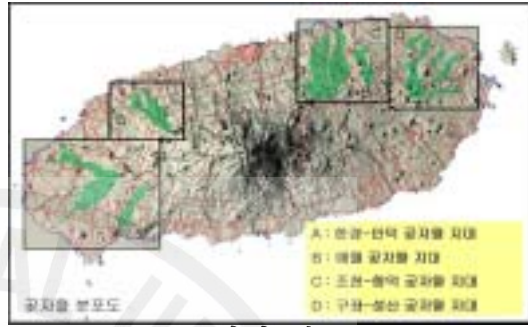 A : 한경-안덕 곶자왈 지대
B : 애월 곶자왈 지대
C : 조천-함덕 곶자왈 지대
D : 구좌-성산 곶자왈 지대
곶자왈 분포도